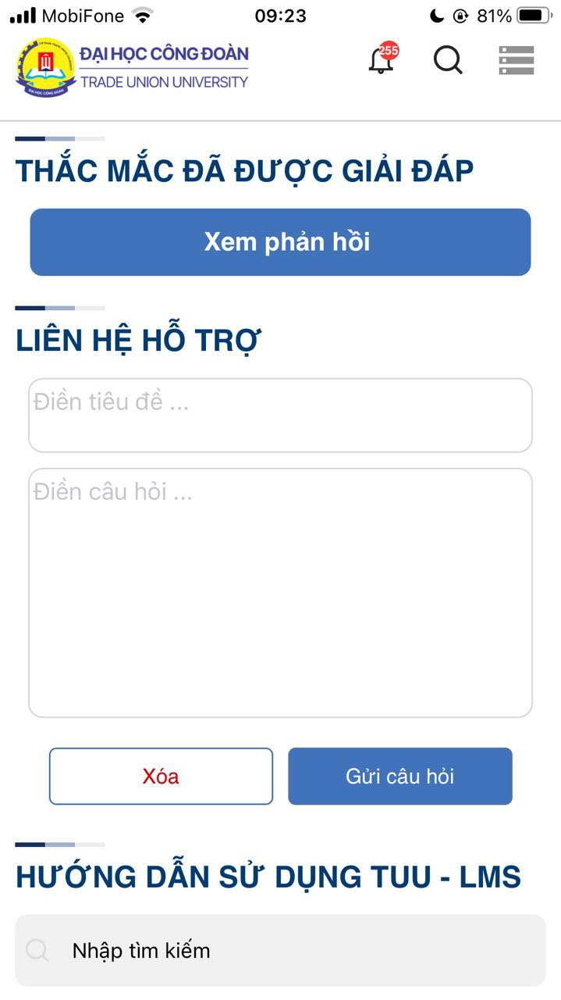 MobiFone 09:23 81%
ĐẠI HỌC CÔNG ĐOÀN
TRADE UNION UNIVERSITY
255
THẮC MẮC ĐÃ ĐƯỢC GIẢI ĐÁP
Xem phản hồi
LIÊN HỆ HỖ TRỢ
Điền tiêu đề ...
Điền câu hỏi ...
Xóa Gửi câu hỏi
HƯỚNG DẪN SỬ DỤNG TUU - LMS
Nhập tìm kiếm